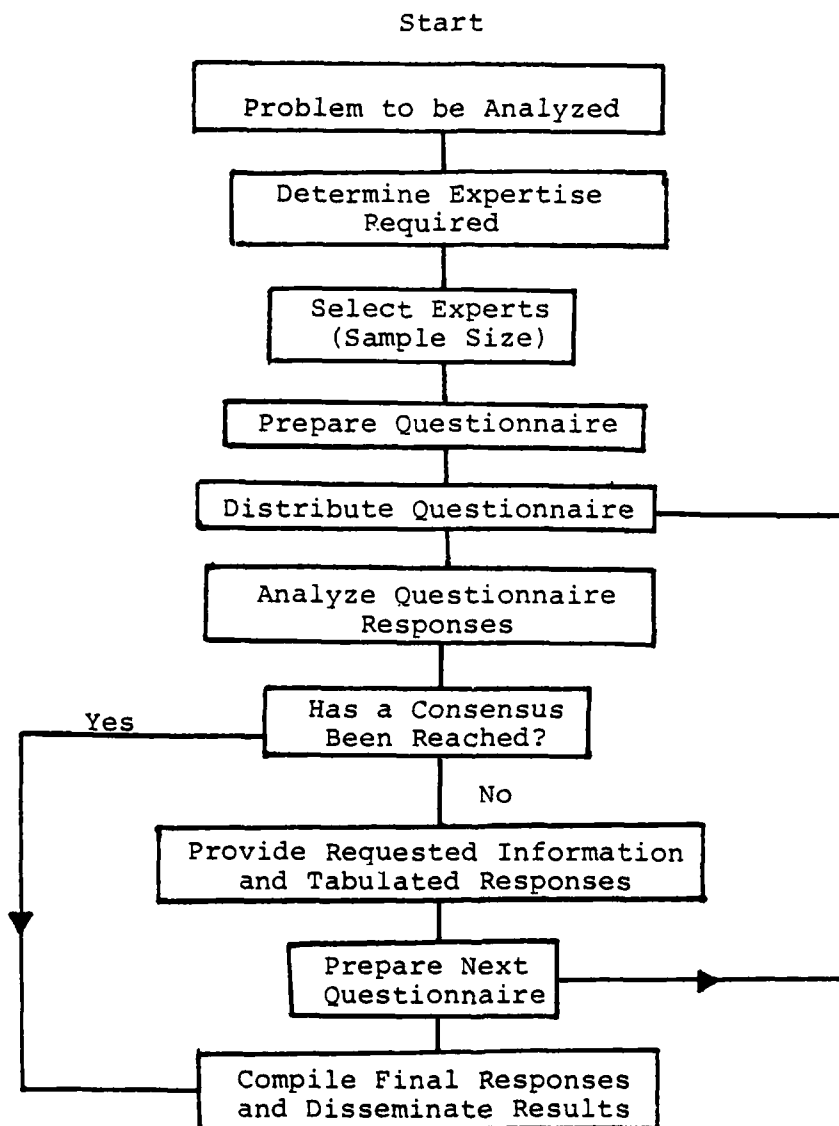 Start
Problem to be Analyzed
Determine Expertise
Required
Select Experts
(Sample Size)
Prepare Questionnaire
Distribute Questionnaire
Analyze Questionnaire
Responses
Has a Consensus
Been Reached?
Yes
No
Provide Requested Information
and Tabulated Responses
Prepare Next
Questionnaire
Compile Final Responses
and Disseminate Results